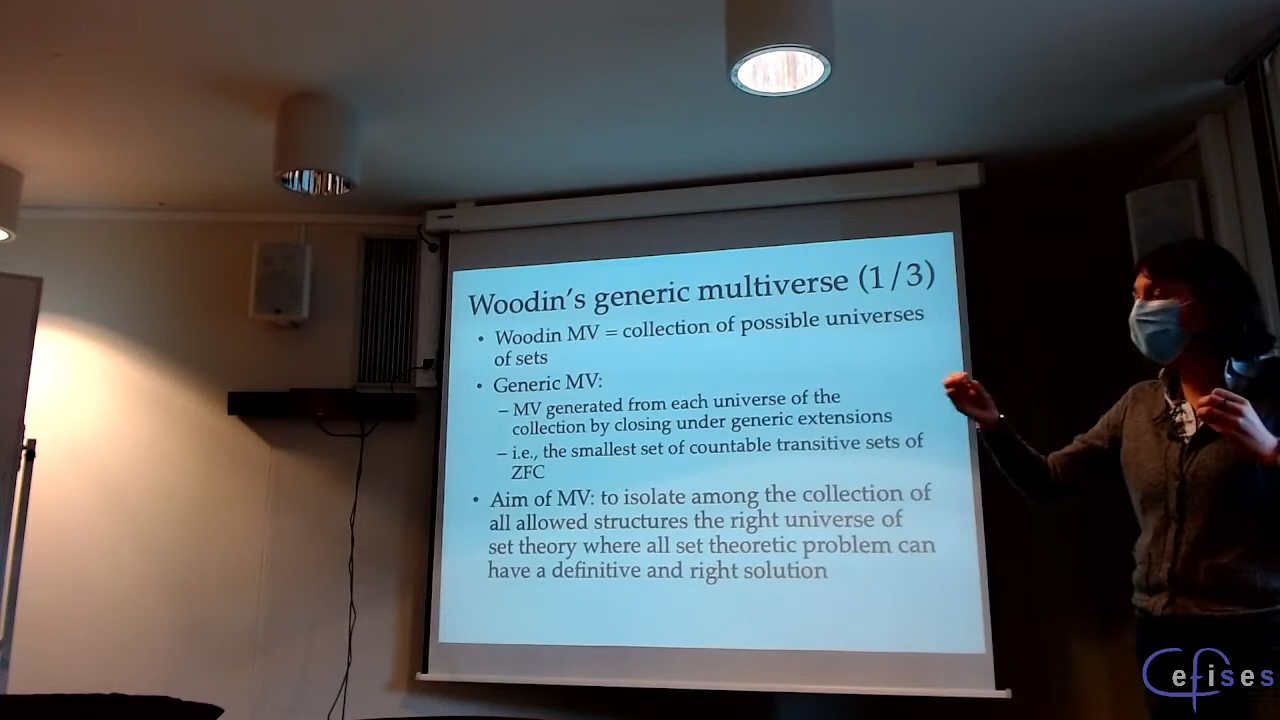 Woodin's generic multiverse (1/3)
• Woodin MV = collection of possible universes
of sets
• Generic MV:
– MV generated from each universe of the
collection by closing under generic extensions
– i.e., the smallest set of countable transitive sets of
ZFC
• Aim of MV: to isolate among the collection of
all allowed structures the right universe of
set theory where all set theoretic problem can
have a definitive and right solution
Cefises